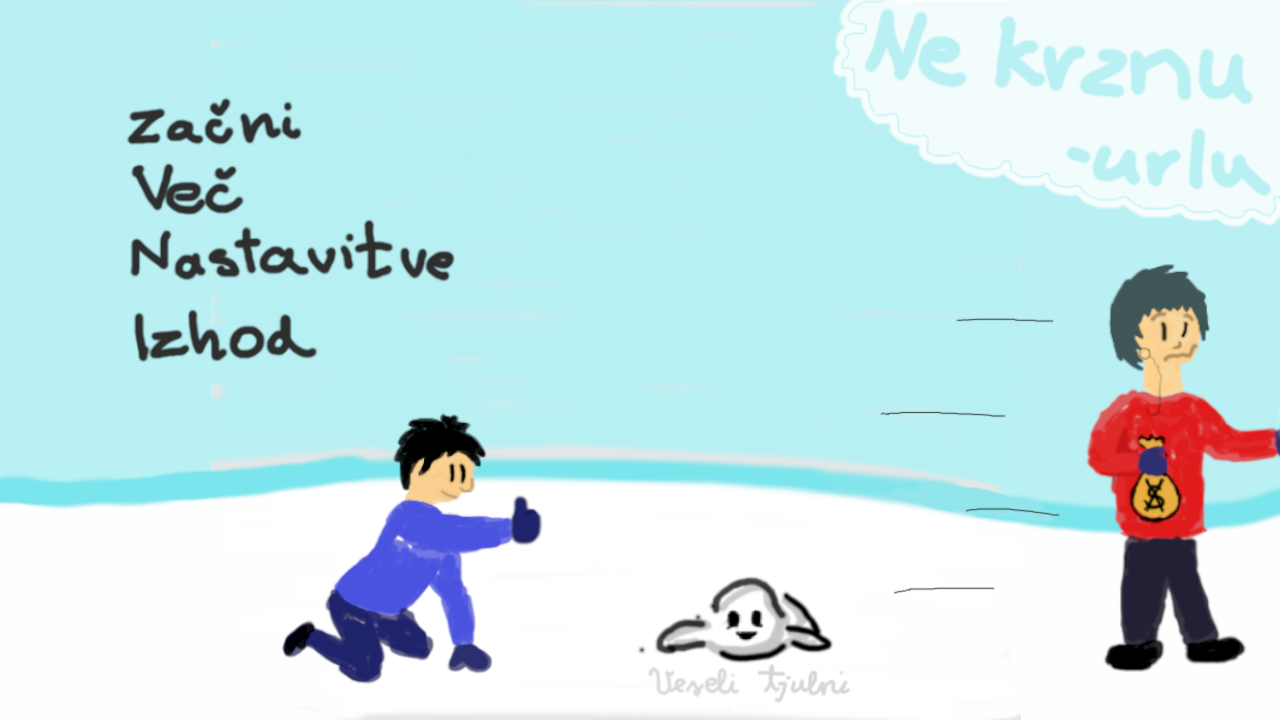 Ne krznu
-urlu
Začni
Več
Nastavitve
Izhod
$
Veseli tjulni